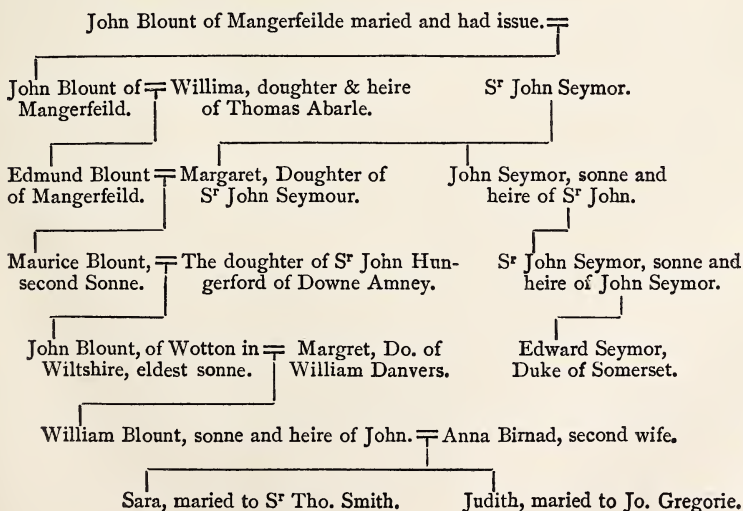 John Blount of Mangerfeilde maried and had issue.
John Blount of Mangerfeild.
Willima, doughter & heire of Thomas Abarle.
Sr John Seymor.
Edmund Blount of Mangerfeild.
Margaret, Doughter of Sr John Seymour.
John Seymor, sonne and heire of Sr John.
Maurice Blount, second Sonne.
The doughter of Sr John Hungerford of Downe Amney.
Sr John Seymor, sonne and heire of John Seymor.
John Blount, of Wotton in Wiltshire, eldest sonne.
Margret, Do. of William Danvers.
Edward Seymor, Duke of Somerset.
William Blount, sonne and heire of John.
Anna Birnad, second wife.
Sara, maried to Sr Tho. Smith.
Judith, maried to Jo. Gregorie.